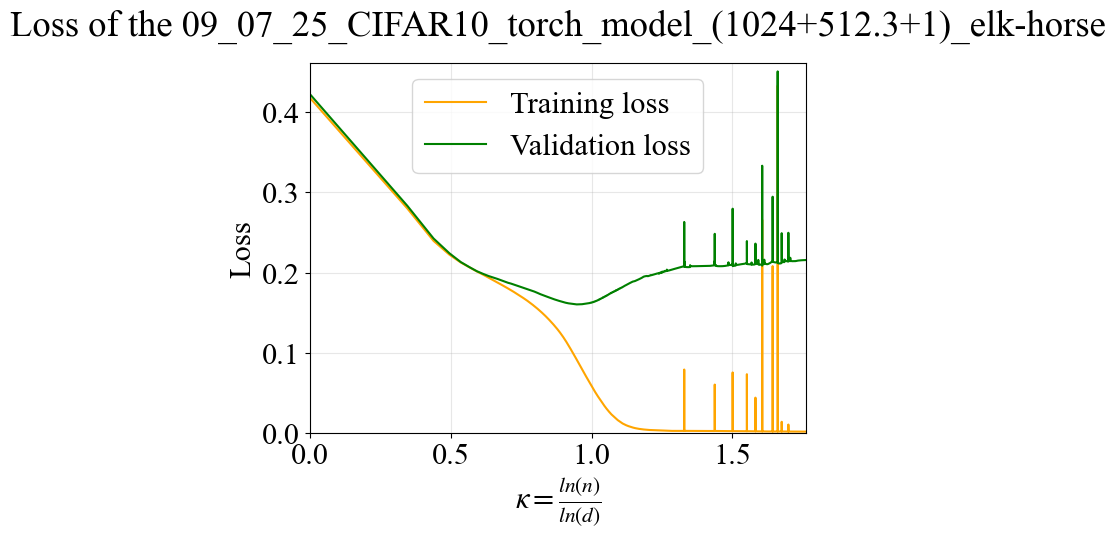 Loss of the 09_07_25_CIFAR10_torch_model_(1024+512.3+1)_elk-horse
Training loss
Validation loss
Loss
0.4
0.3
0.2
0.1
0.0
0.0 0.5 1.0 1.5
κ = ln(n) / ln(d)